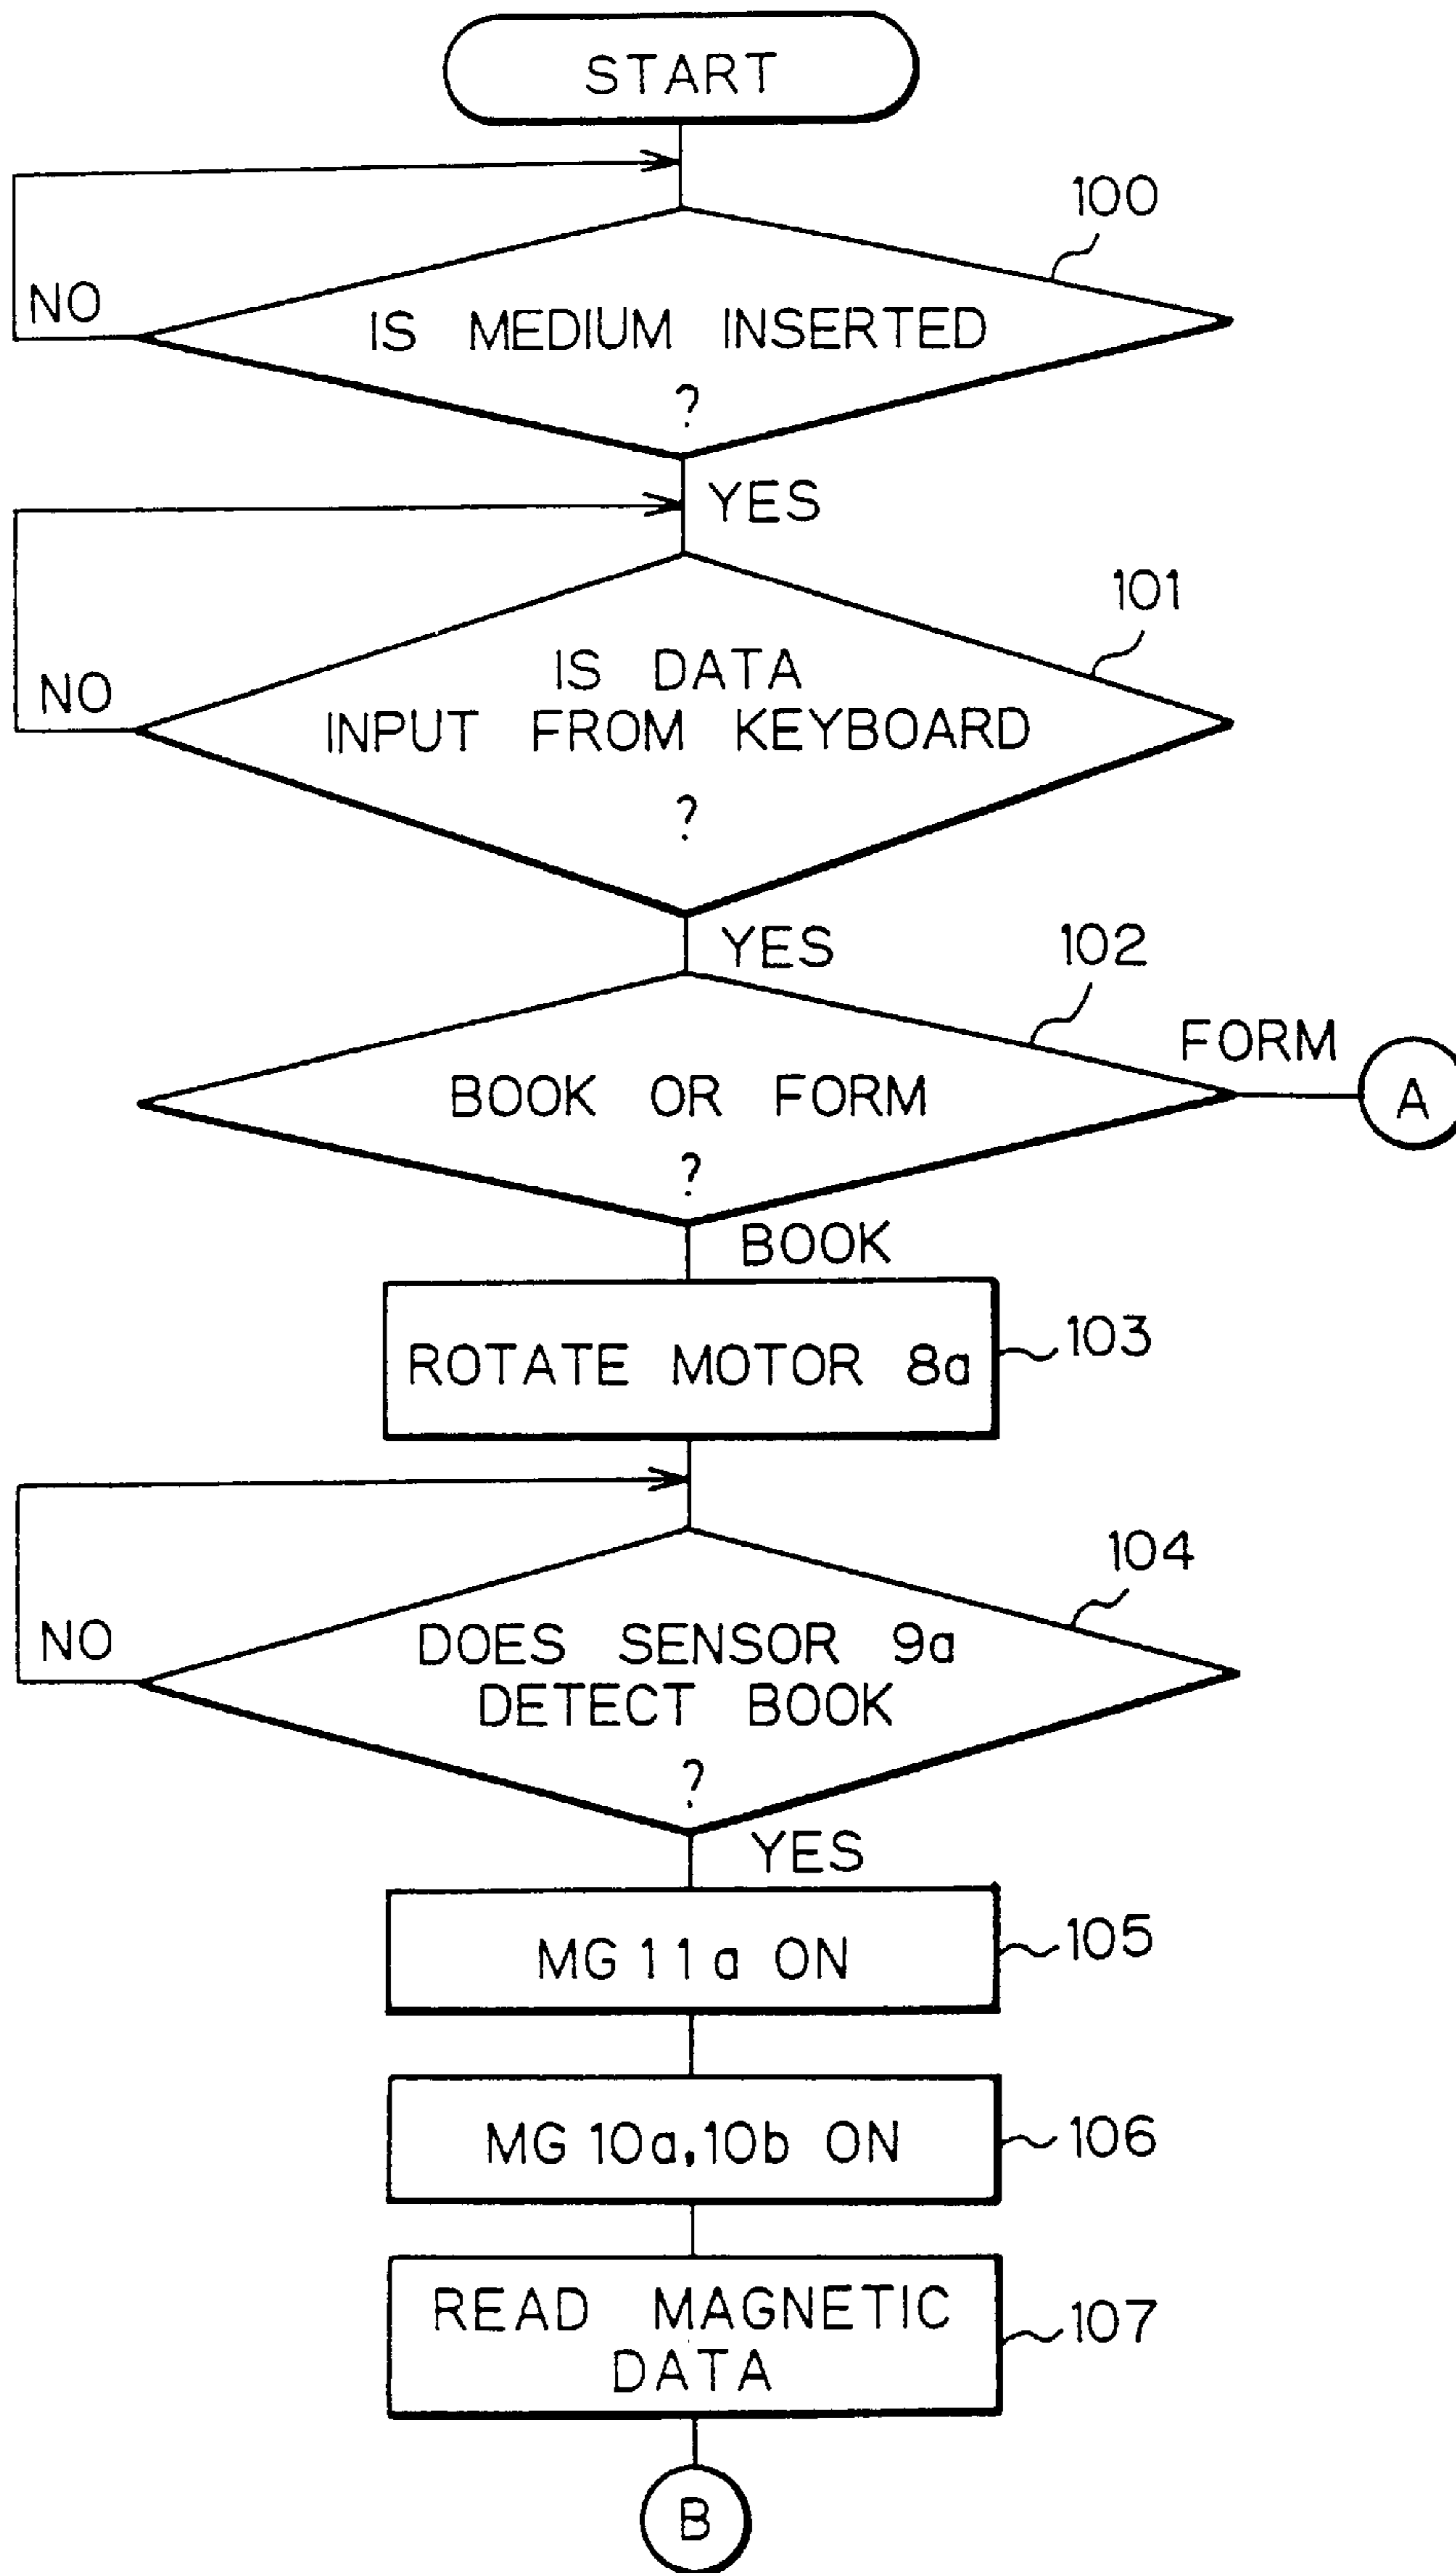 START
100
NO
IS MEDIUM INSERTED
?
YES
101
NO
IS DATA
INPUT FROM KEYBOARD
?
YES
102
FORM
A
BOOK OR FORM
?
BOOK
ROTATE MOTOR 8a
103
104
NO
DOES SENSOR 9a
DETECT BOOK
?
YES
MG 11a ON
105
MG 10a,10b ON
106
READ MAGNETIC
DATA
107
B